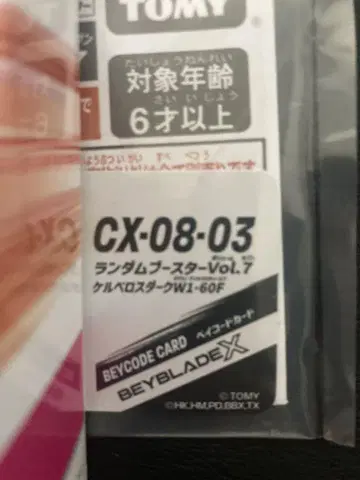 TOMY
たいしょうねんれい
対象年齢
さい いじょう
6才以上
CX-08-03
ランダムブースターVol.7
ケルベロスダークW1-60F
BEYCODE CARD ベイコードカード
BEYBLADE X
© TOMY
©HK,HM,PD,BBX,TX